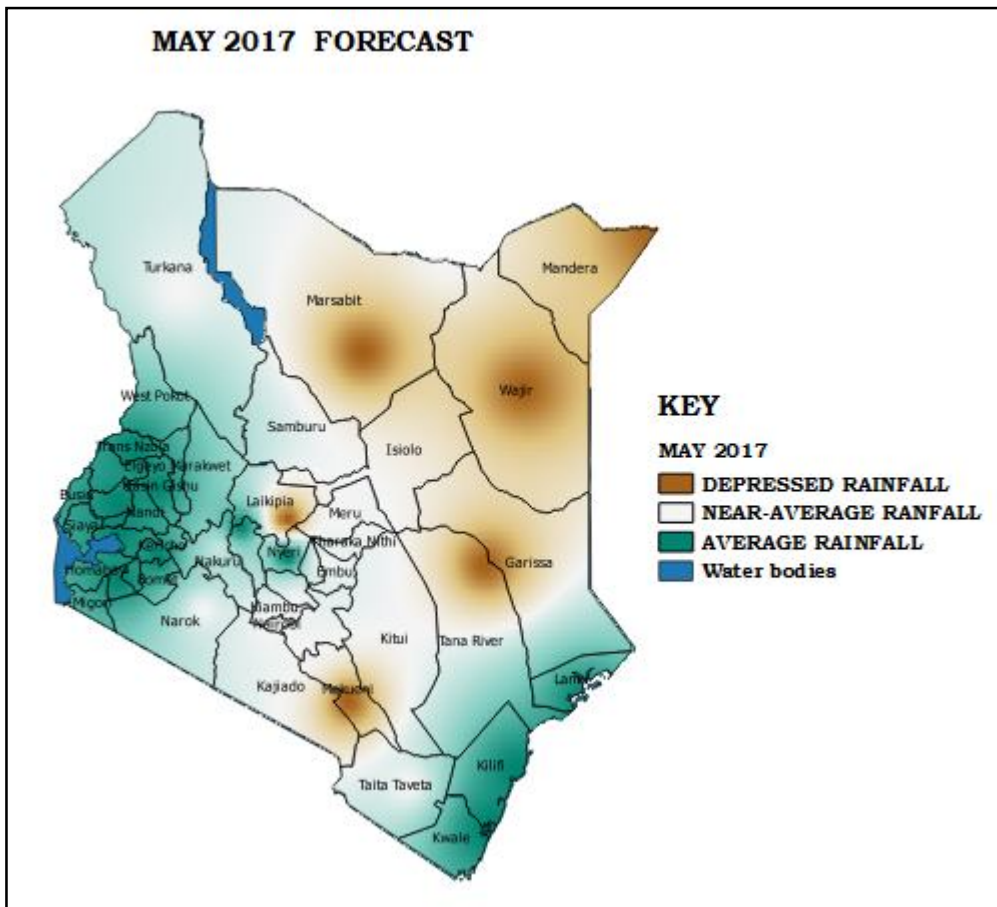 MAY 2017 FORECAST
Mandera
Turkana
Marsabit
Wajir
West Pokot
Samburu
Isiolo
Trans Nzoia
Elgeyo Marakwet
Busia
Laikipia
Meru
Nandi
Siaya
Tharaka Nithi
Kericho
Nyeri
Garissa
Nakuru
Embu
Homabay
Bomet
Migori
Kiambu
Narok
Nairobi
Kitui
Tana River
Kajiado
Makueni
Lamu
Kilifi
Taita Taveta
Kwale
KEY
MAY 2017
DEPRESSED RAINFALL
NEAR-AVERAGE RANFALL
AVERAGE RAINFALL
Water bodies